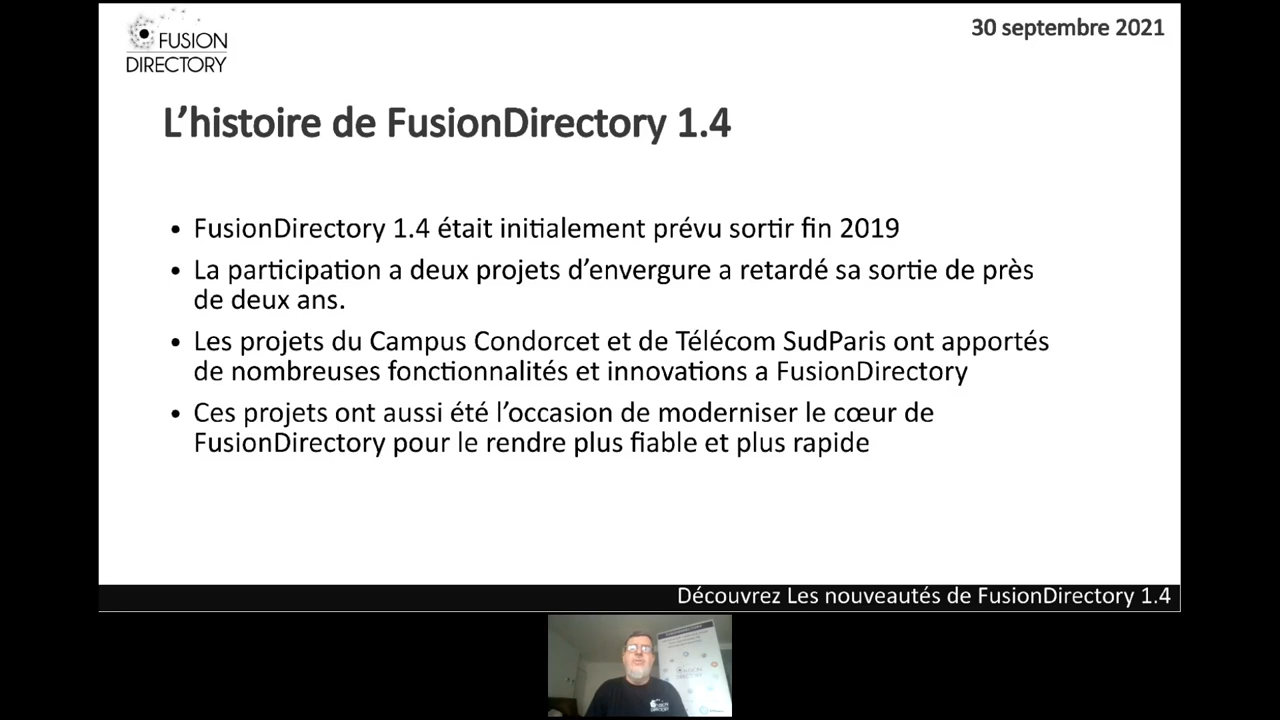 FUSION
DIRECTORY
30 septembre 2021
L’histoire de FusionDirectory 1.4
• FusionDirectory 1.4 était initialement prévu sortir fin 2019
• La participation a deux projets d’envergure a retardé sa sortie de près
de deux ans.
• Les projets du Campus Condorcet et de Télécom SudParis ont apportés
de nombreuses fonctionnalités et innovations a FusionDirectory
• Ces projets ont aussi été l’occasion de moderniser le cœur de
FusionDirectory pour le rendre plus fiable et plus rapide
Découvrez Les nouveautés de FusionDirectory 1.4
FUSION
DIRECTORY
FUSION
DIRECTORY